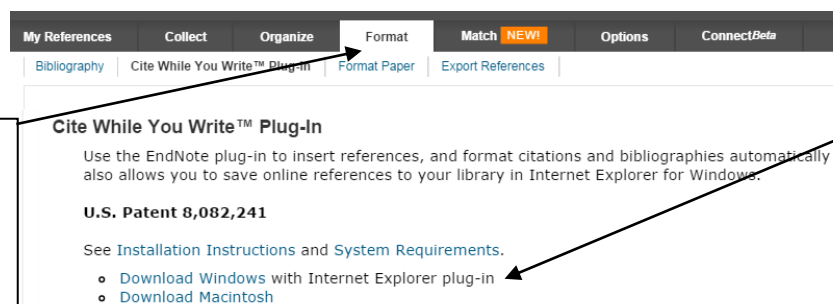 My References Collect Organize Format Match NEW! Options ConnectBeta
Bibliography Cite While You Write™ Plug-In Format Paper Export References
Cite While You Write™ Plug-In
Use the EndNote plug-in to insert references, and format citations and bibliographies automatically
also allows you to save online references to your library in Internet Explorer for Windows.
U.S. Patent 8,082,241
See Installation Instructions and System Requirements.
Download Windows with Internet Explorer plug-in
Download Macintosh